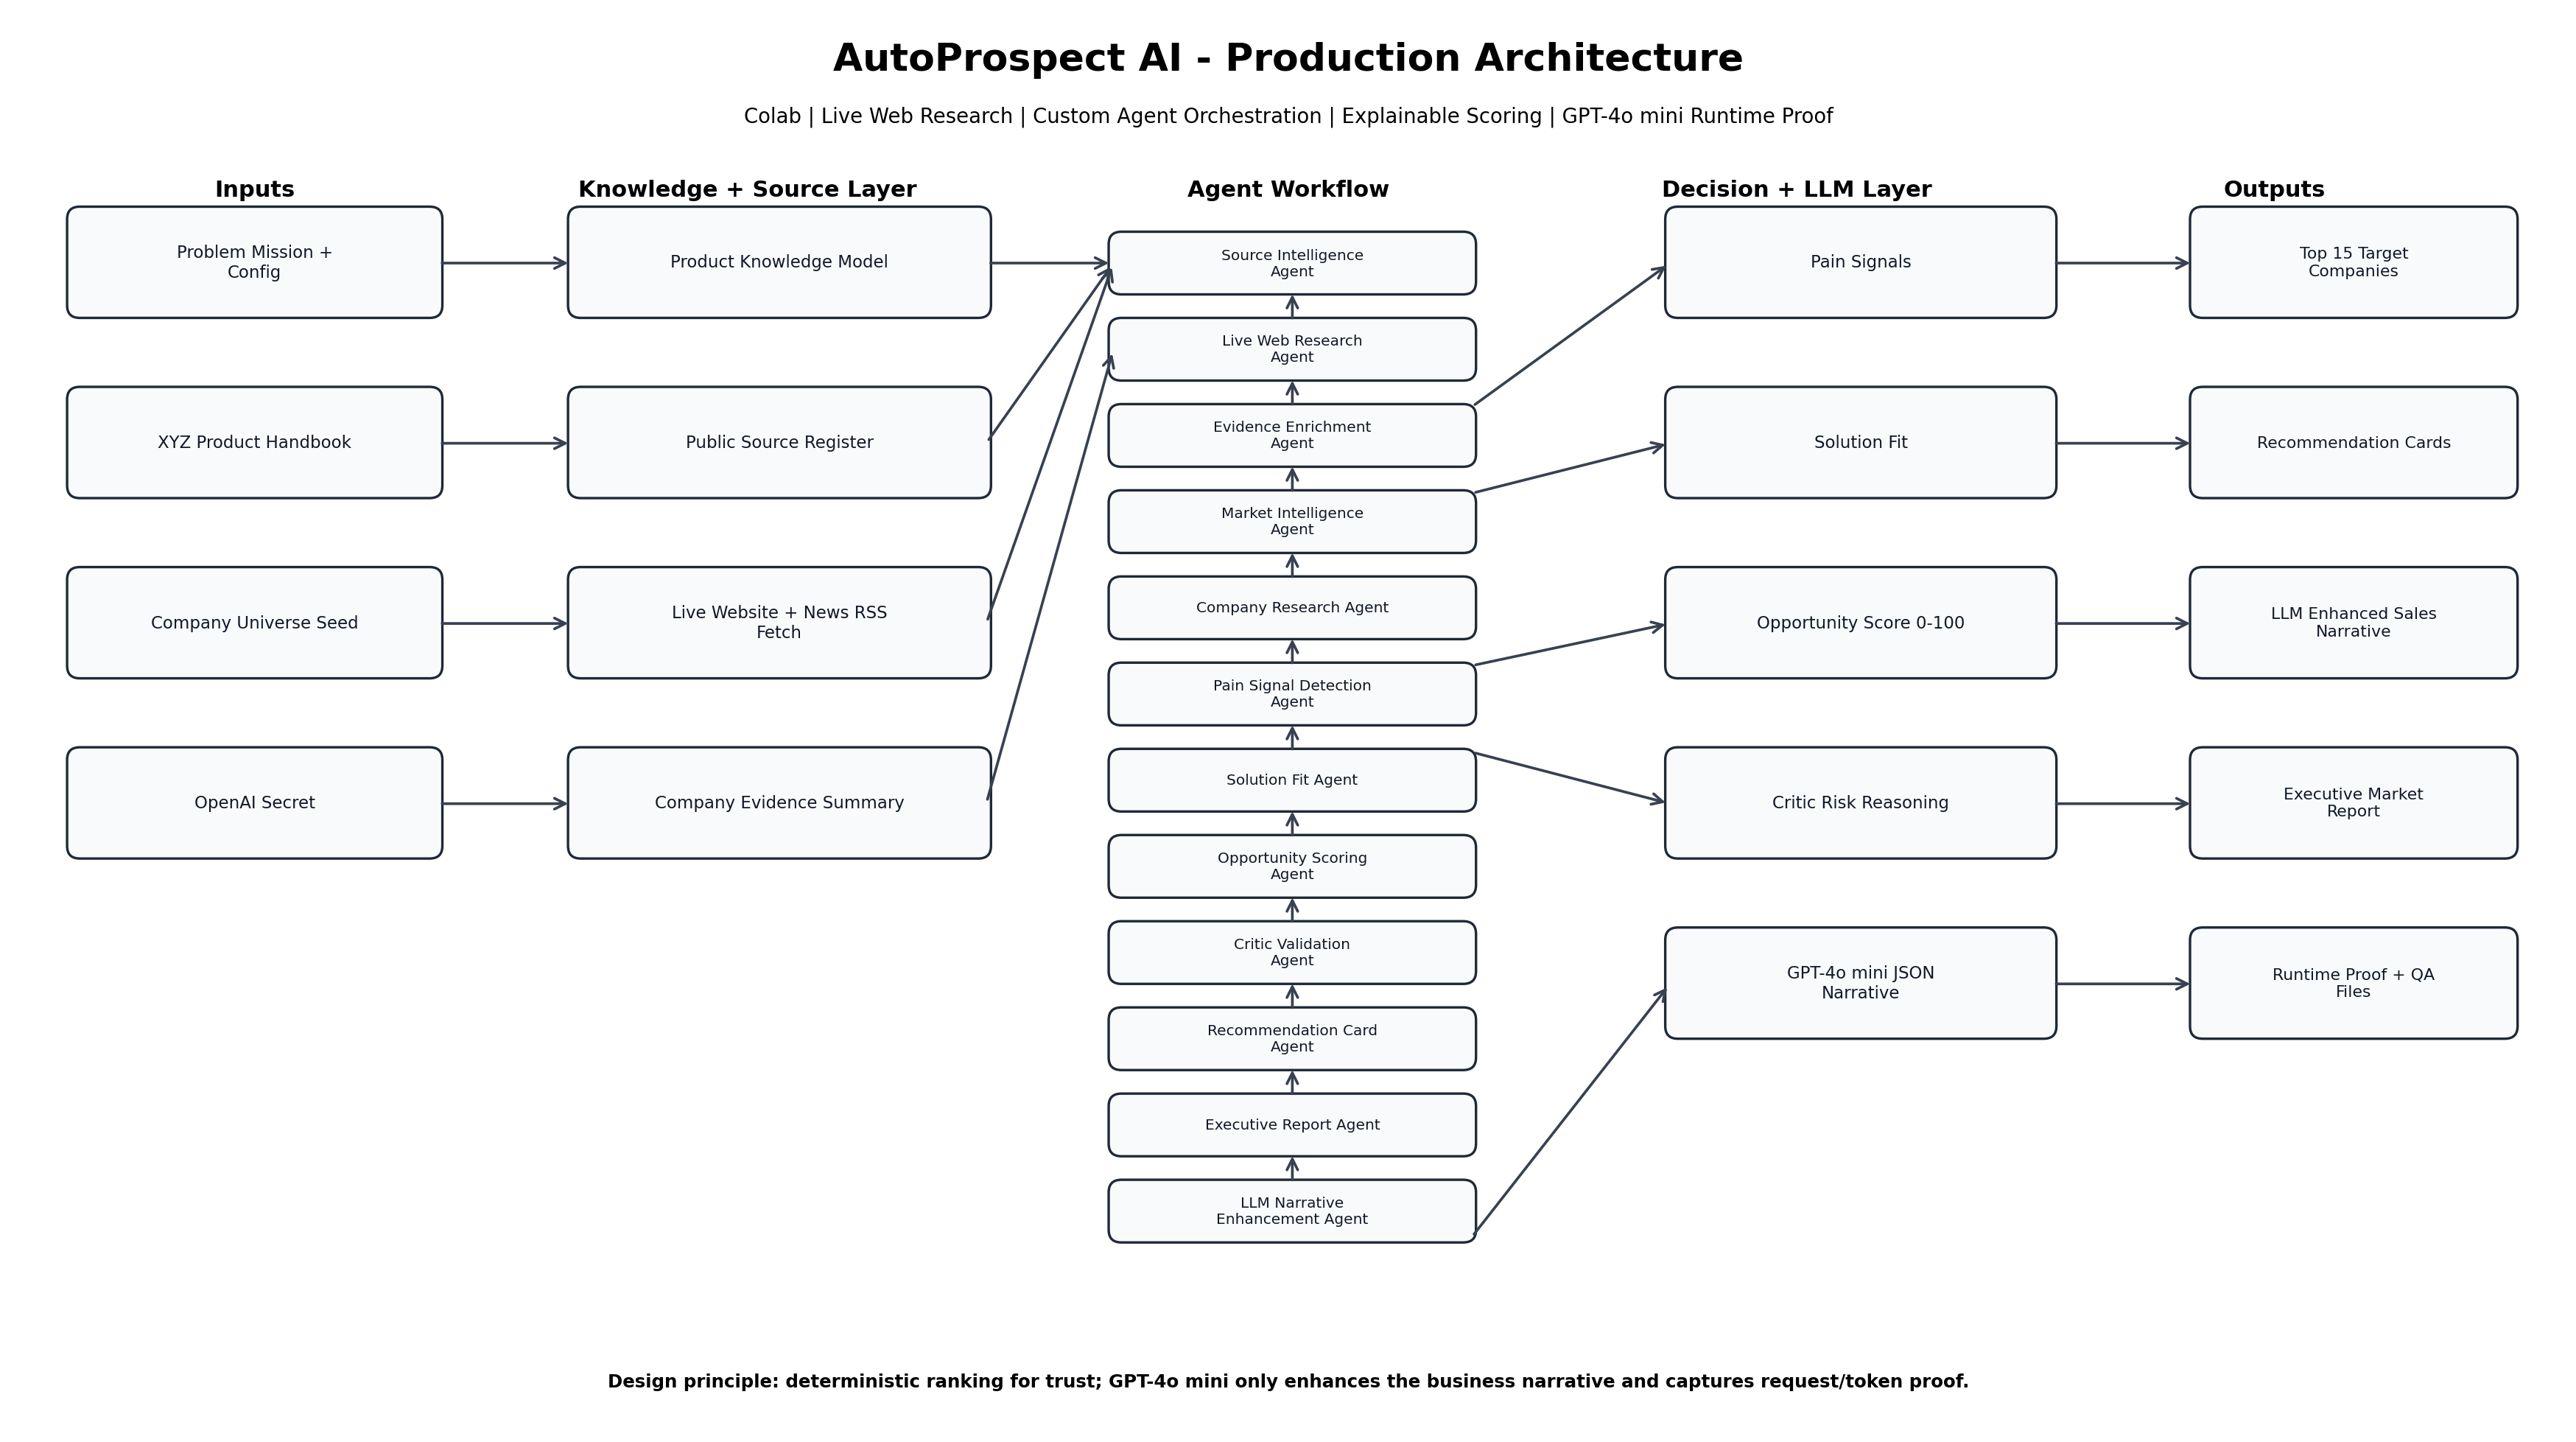 AutoProspect AI - Production Architecture
Colab | Live Web Research | Custom Agent Orchestration | Explainable Scoring | GPT-4o mini Runtime Proof
Inputs
Problem Mission +
Config
XYZ Product Handbook
Company Universe Seed
OpenAI Secret
Knowledge + Source Layer
Product Knowledge Model
Public Source Register
Live Website + News RSS
Fetch
Company Evidence Summary
Agent Workflow
Source Intelligence
Agent
Live Web Research
Agent
Evidence Enrichment
Agent
Market Intelligence
Agent
Company Research Agent
Pain Signal Detection
Agent
Solution Fit Agent
Opportunity Scoring
Agent
Critic Validation
Agent
Recommendation Card
Agent
Executive Report Agent
LLM Narrative
Enhancement Agent
Decision + LLM Layer
Pain Signals
Solution Fit
Opportunity Score 0-100
Critic Risk Reasoning
GPT-4o mini JSON
Narrative
Outputs
Top 15 Target
Companies
Recommendation Cards
LLM Enhanced Sales
Narrative
Executive Market
Report
Runtime Proof + QA
Files
Design principle: deterministic ranking for trust; GPT-4o mini only enhances the business narrative and captures request/token proof.